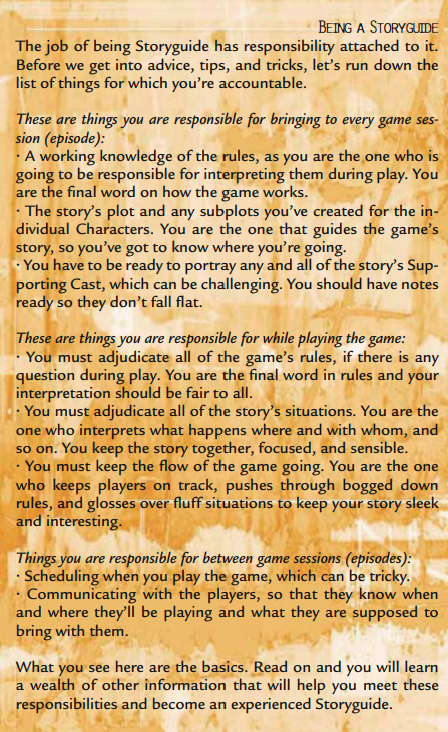 BEING A STORYGUIDE
The job of being Storyguide has responsibility attached to it.
Before we get into advice, tips, and tricks, let's run down the
list of things for which you're accountable.
These are things you are responsible for bringing to every game ses-
sion (episode):
· A working knowledge of the rules, as you are the one who is
going to be responsible for interpreting them during play. You
are the final word on how the game works.
· The story's plot and any subplots you've created for the in-
dividual Characters. You are the one that guides the game's
story, so you've got to know where you're going.
· You have to be ready to portray any and all of the story's Sup-
porting Cast, which can be challenging. You should have notes
ready so they don't fall flat.
These are things you are responsible for while playing the game:
· You must adjudicate all of the game's rules, if there is any
question during play. You are the final word in rules and your
interpretation should be fair to all.
· You must adjudicate all of the story's situations. You are the
one who interprets what happens where and with whom, and
so on. You keep the story together, focused, and sensible.
· You must keep the flow of the game going. You are the one
who keeps players on track, pushes through bogged down
rules, and glosses over fluff situations to keep your story sleek
and interesting.
Things you are responsible for between game sessions (episodes):
· Scheduling when you play the game, which can be tricky.
· Communicating with the players, so that they know when
and where they'll be playing and what they are supposed to
bring with them.
What you see here are the basics. Read on and you will learn
a wealth of other information that will help you meet these
responsibilities and become an experienced Storyguide.